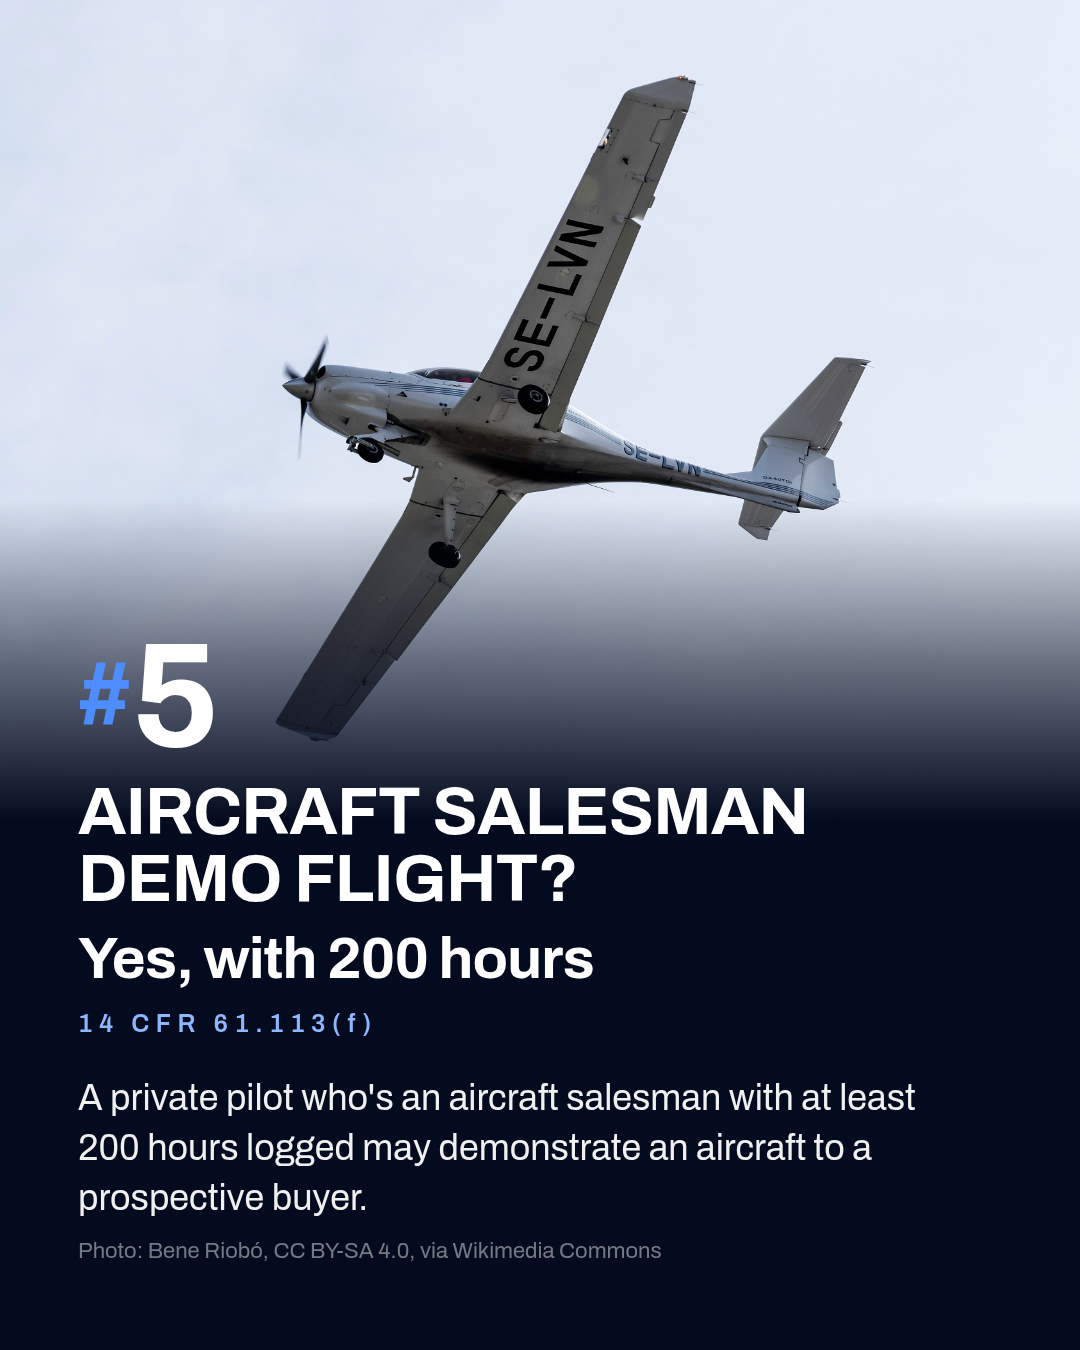 SE-LVN
SE-LVN
#5
AIRCRAFT SALESMAN
DEMO FLIGHT?
Yes, with 200 hours
14 CFR 61.113(f)
A private pilot who's an aircraft salesman with at least
200 hours logged may demonstrate an aircraft to a
prospective buyer.
Photo: Bene Riobó, CC BY-SA 4.0, via Wikimedia Commons